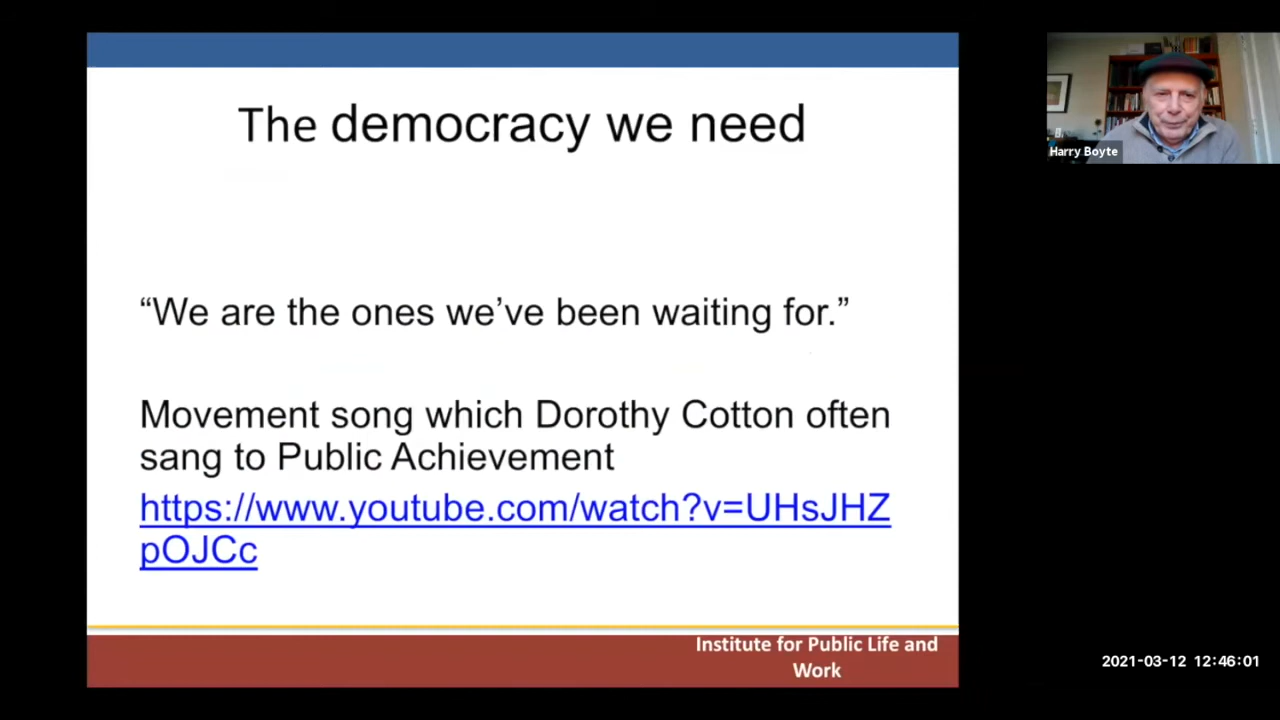 The democracy we need
“We are the ones we’ve been waiting for.”
Movement song which Dorothy Cotton often
sang to Public Achievement
https://www.youtube.com/watch?v=UHsJHZ
pOJCc
Institute for Public Life and
Work
Harry Boyte
2021-03-12 12:46:01